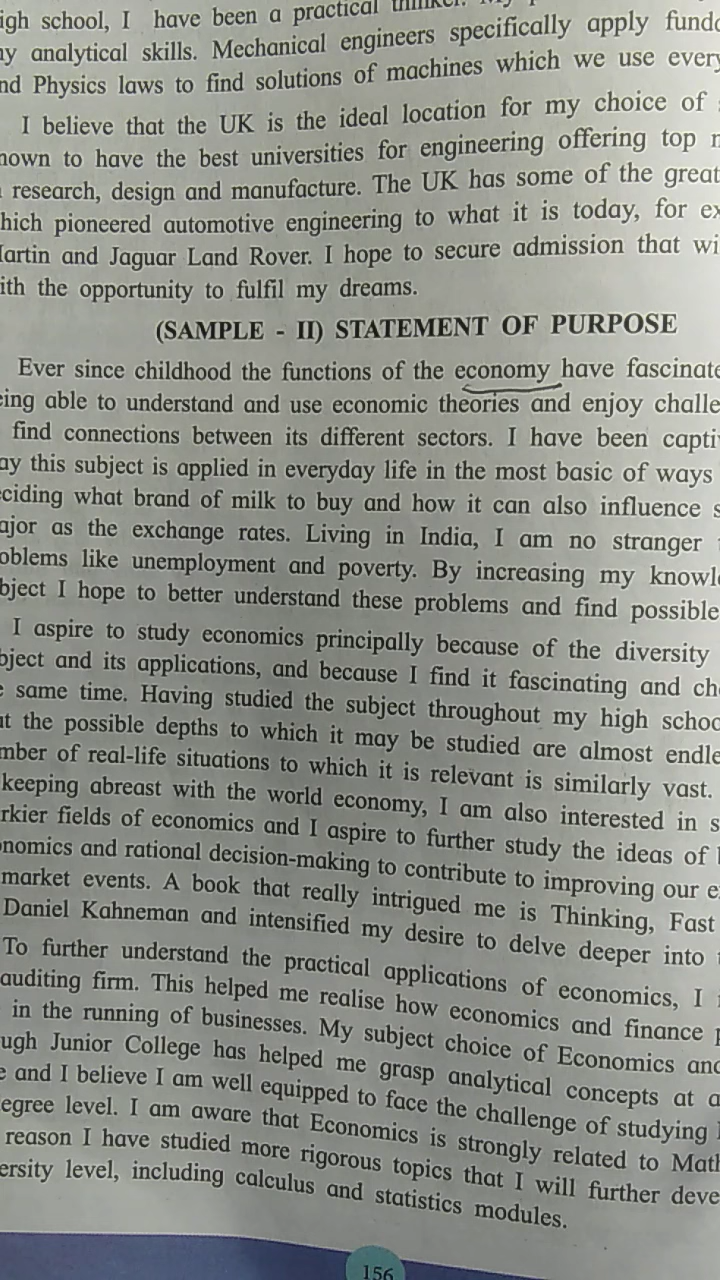 igh school, I have been a practical thinker.
ny analytical skills. Mechanical engineers specifically apply
nd Physics laws to find solutions of machines which we use every
I believe that the UK is the ideal location for my choice of
nown to have the best universities for engineering offering top
research, design and manufacture. The UK has some of the great
hich pioneered automotive engineering to what it is today, for ex
Martin and Jaguar Land Rover. I hope to secure admission that wi
ith the opportunity to fulfil my dreams.
(SAMPLE - II) STATEMENT OF PURPOSE
Ever since childhood the functions of the economy have fascinate
eing able to understand and use economic theories and enjoy challe
find connections between its different sectors. I have been capti
ay this subject is applied in everyday life in the most basic of ways
eciding what brand of milk to buy and how it can also influence s
ajor as the exchange rates. Living in India, I am no stranger
oblems like unemployment and poverty. By increasing my knowle
bject I hope to better understand these problems and find possible
I aspire to study economics principally because of the diversity
bject and its applications, and because I find it fascinating and ch
e same time. Having studied the subject throughout my high schoo
ut the possible depths to which it may be studied are almost endle
mber of real-life situations to which it is relevant is similarly vast.
keeping abreast with the world economy, I am also interested in s
rkier fields of economics and I aspire to further study the ideas of
onomics and rational decision-making to contribute to improving our e
market events. A book that really intrigued me is Thinking, Fast
Daniel Kahneman and intensified my desire to delve deeper into
To further understand the practical applications of economics, I
auditing firm. This helped me realise how economics and finance p
in the running of businesses. My subject choice of Economics and
ugh Junior College has helped me grasp analytical concepts at a
e and I believe I am well equipped to face the challenge of studying
egree level. I am aware that Economics is strongly related to Math
reason I have studied more rigorous topics that I will further deve
ersity level, including calculus and statistics modules.
156